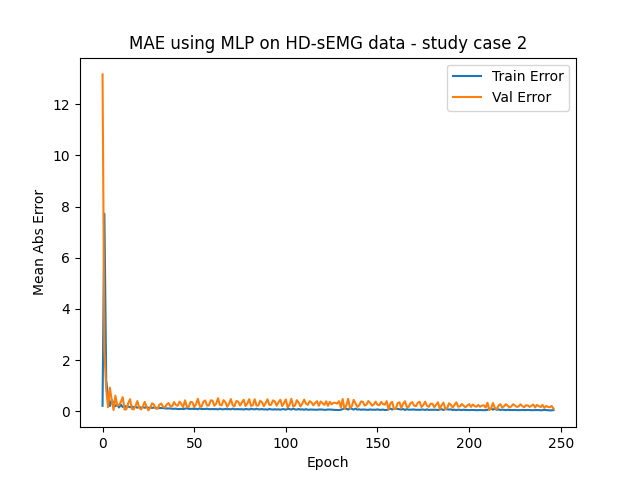 MAE using MLP on HD-sEMG data - study case 2
Train Error
Val Error
12
10
8
6
4
2
0
Mean Abs Error
0
50
100
150
200
250
Epoch